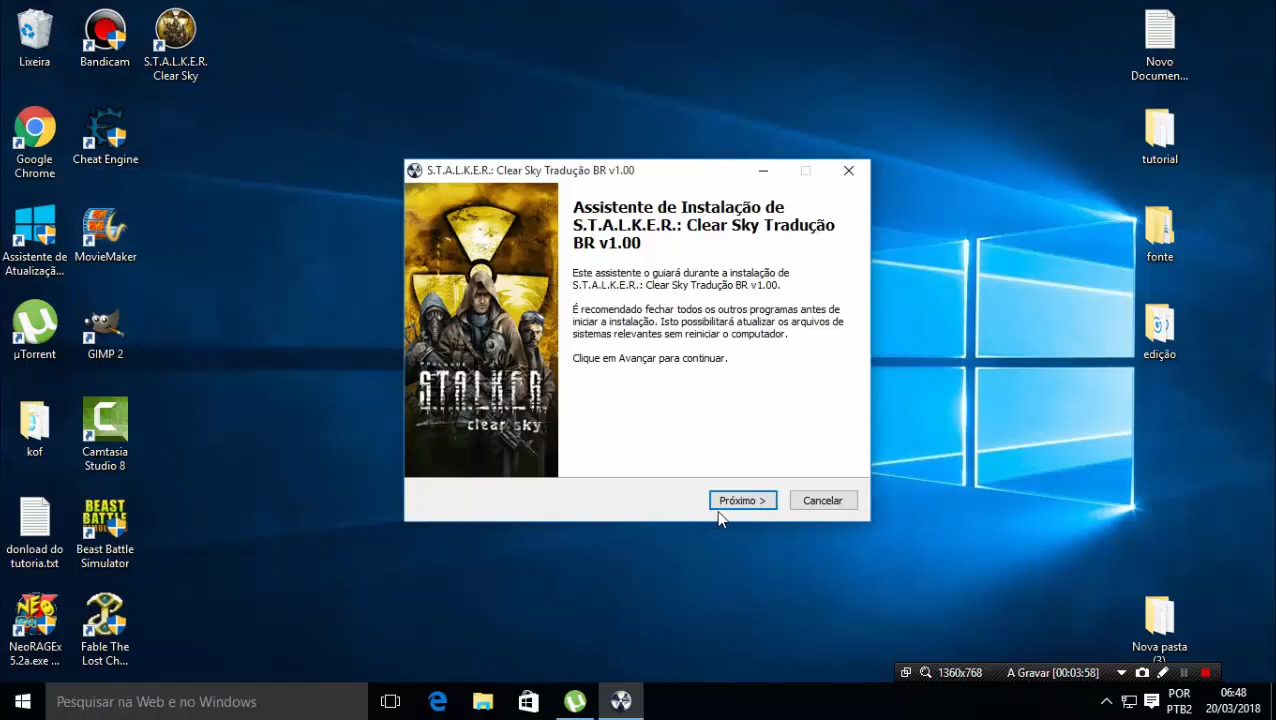 Lixeira
Bandicam
S.T.A.L.K.E.R.
Clear Sky
Google
Chrome
Cheat Engine
Assistente de
Atualizaçã...
MovieMaker
µTorrent
GIMP 2
kof
Camtasia
Studio 8
donload do
tutoria.txt
BEAST
BATTLE
Beast Battle
Simulator
NEO
NeoRAGEx
5.2a.exe ...
Fable The
Lost Ch...
S.T.A.L.K.E.R.: Clear Sky Tradução BR v1.00
STALKER
clear sky
Assistente de Instalação de
S.T.A.L.K.E.R.: Clear Sky Tradução
BR v1.00
Este assistente o guiará durante a instalação de
S.T.A.L.K.E.R.: Clear Sky Tradução BR v1.00.
É recomendado fechar todos os outros programas antes de
iniciar a instalação. Isto possibilitará atualizar os arquivos de
sistemas relevantes sem reiniciar o computador.
Clique em Avançar para continuar.
Próximo >
Cancelar
Novo
Documen...
tutorial
fonte
edição
Nova pasta
(3)
1360x768
A Gravar [00:03:58]
Pesquisar na Web e no Windows
POR
PTB2
06:48
20/03/2018